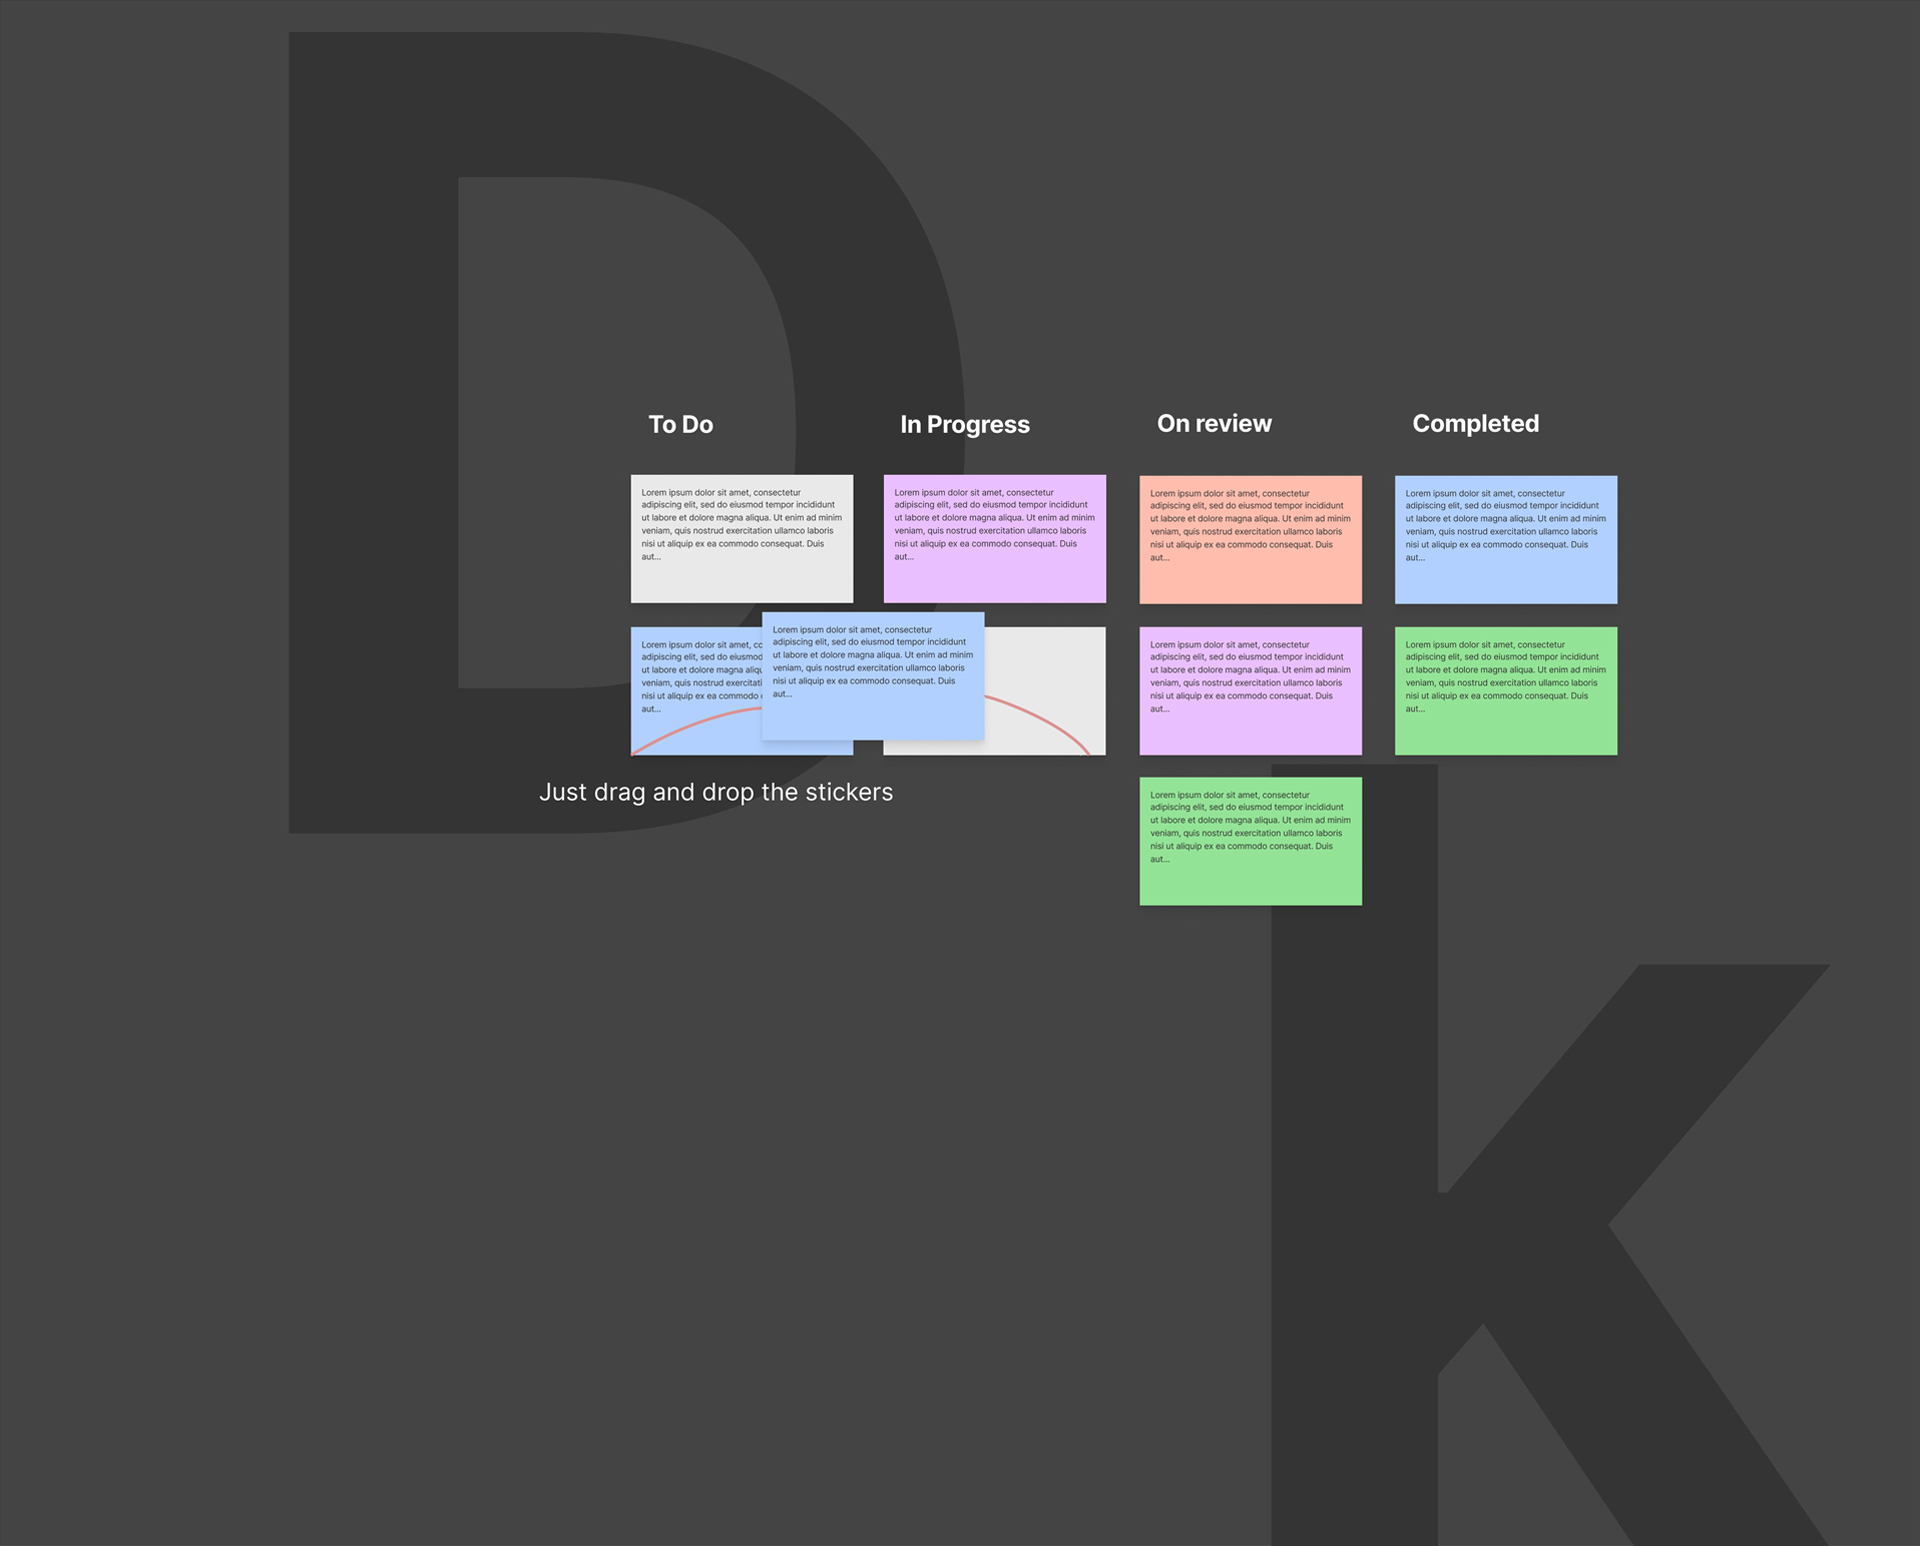 D
To Do
In Progress
On review
Completed
Lorem ipsum dolor sit amet, consectetur
adipiscing elit, sed do eiusmod tempor incididunt
ut labore et dolore magna aliqua. Ut enim ad minim
veniam, quis nostrud exercitation ullamco laboris
nisi ut aliquip ex ea commodo consequat. Duis
aut...
Lorem ipsum dolor sit amet, consectetur
adipiscing elit, sed do eiusmod tempor incididunt
ut labore et dolore magna aliqua. Ut enim ad minim
veniam, quis nostrud exercitation ullamco laboris
nisi ut aliquip ex ea commodo consequat. Duis
aut...
Lorem ipsum dolor sit amet, consectetur
adipiscing elit, sed do eiusmod tempor incididunt
ut labore et dolore magna aliqua. Ut enim ad minim
veniam, quis nostrud exercitation ullamco laboris
nisi ut aliquip ex ea commodo consequat. Duis
aut...
Lorem ipsum dolor sit amet, consectetur
adipiscing elit, sed do eiusmod tempor incididunt
ut labore et dolore magna aliqua. Ut enim ad minim
veniam, quis nostrud exercitation ullamco laboris
nisi ut aliquip ex ea commodo consequat. Duis
aut...
Lorem ipsum dolor sit amet,
adipiscing elit, sed do
ut labore et dolore magna
veniam, quis nostrud
nisi ut aliquip ex ea commodo
aut...
Lorem ipsum dolor sit amet, consectetur
adipiscing elit, sed do eiusmod tempor incididunt
ut labore et dolore magna aliqua. Ut enim ad minim
veniam, quis nostrud exercitation ullamco laboris
nisi ut aliquip ex ea commodo consequat. Duis
aut...
Lorem ipsum dolor sit amet, consectetur
adipiscing elit, sed do eiusmod tempor incididunt
ut labore et dolore magna aliqua. Ut enim ad minim
veniam, quis nostrud exercitation ullamco laboris
nisi ut aliquip ex ea commodo consequat. Duis
aut...
Lorem ipsum dolor sit amet, consectetur
adipiscing elit, sed do eiusmod tempor incididunt
ut labore et dolore magna aliqua. Ut enim ad minim
veniam, quis nostrud exercitation ullamco laboris
nisi ut aliquip ex ea commodo consequat. Duis
aut...
Just drag and drop the stickers
Lorem ipsum dolor sit amet, consectetur
adipiscing elit, sed do eiusmod tempor incididunt
ut labore et dolore magna aliqua. Ut enim ad minim
veniam, quis nostrud exercitation ullamco laboris
nisi ut aliquip ex ea commodo consequat. Duis
aut...
k